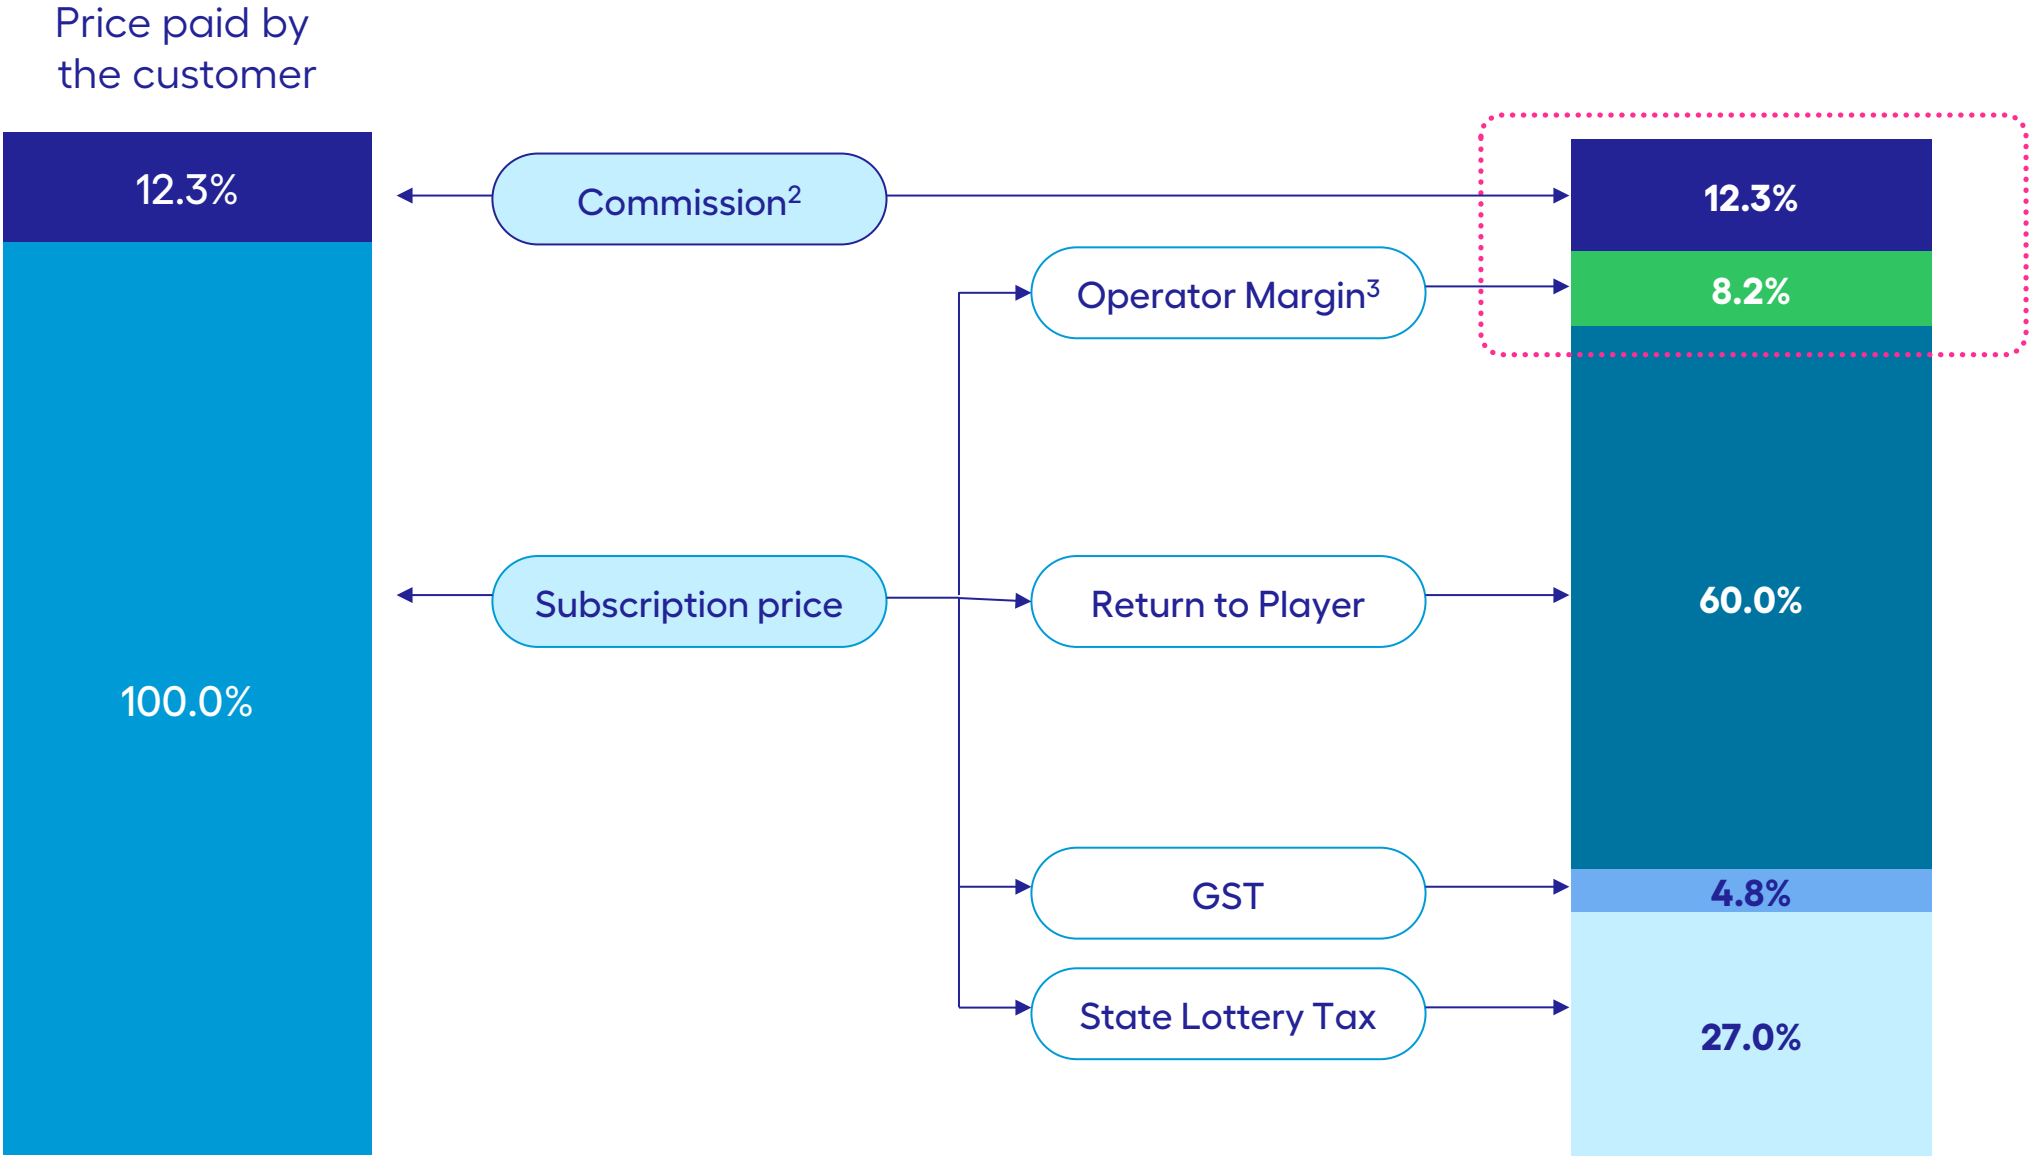 Price paid by
the customer
12.3%
Commission²
12.3%
Operator Margin³
8.2%
Subscription price
Return to Player
60.0%
100.0%
GST
4.8%
State Lottery Tax
27.0%